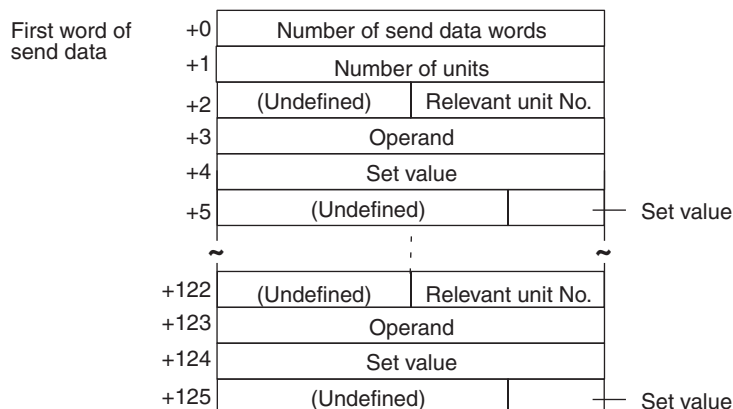 First word of
send data
+0 Number of send data words
+1 Number of units
+2 (Undefined) Relevant unit No.
+3 Operand
+4 Set value
+5 (Undefined) Set value
~ ~
+122 (Undefined) Relevant unit No.
+123 Operand
+124 Set value
+125 (Undefined) Set value